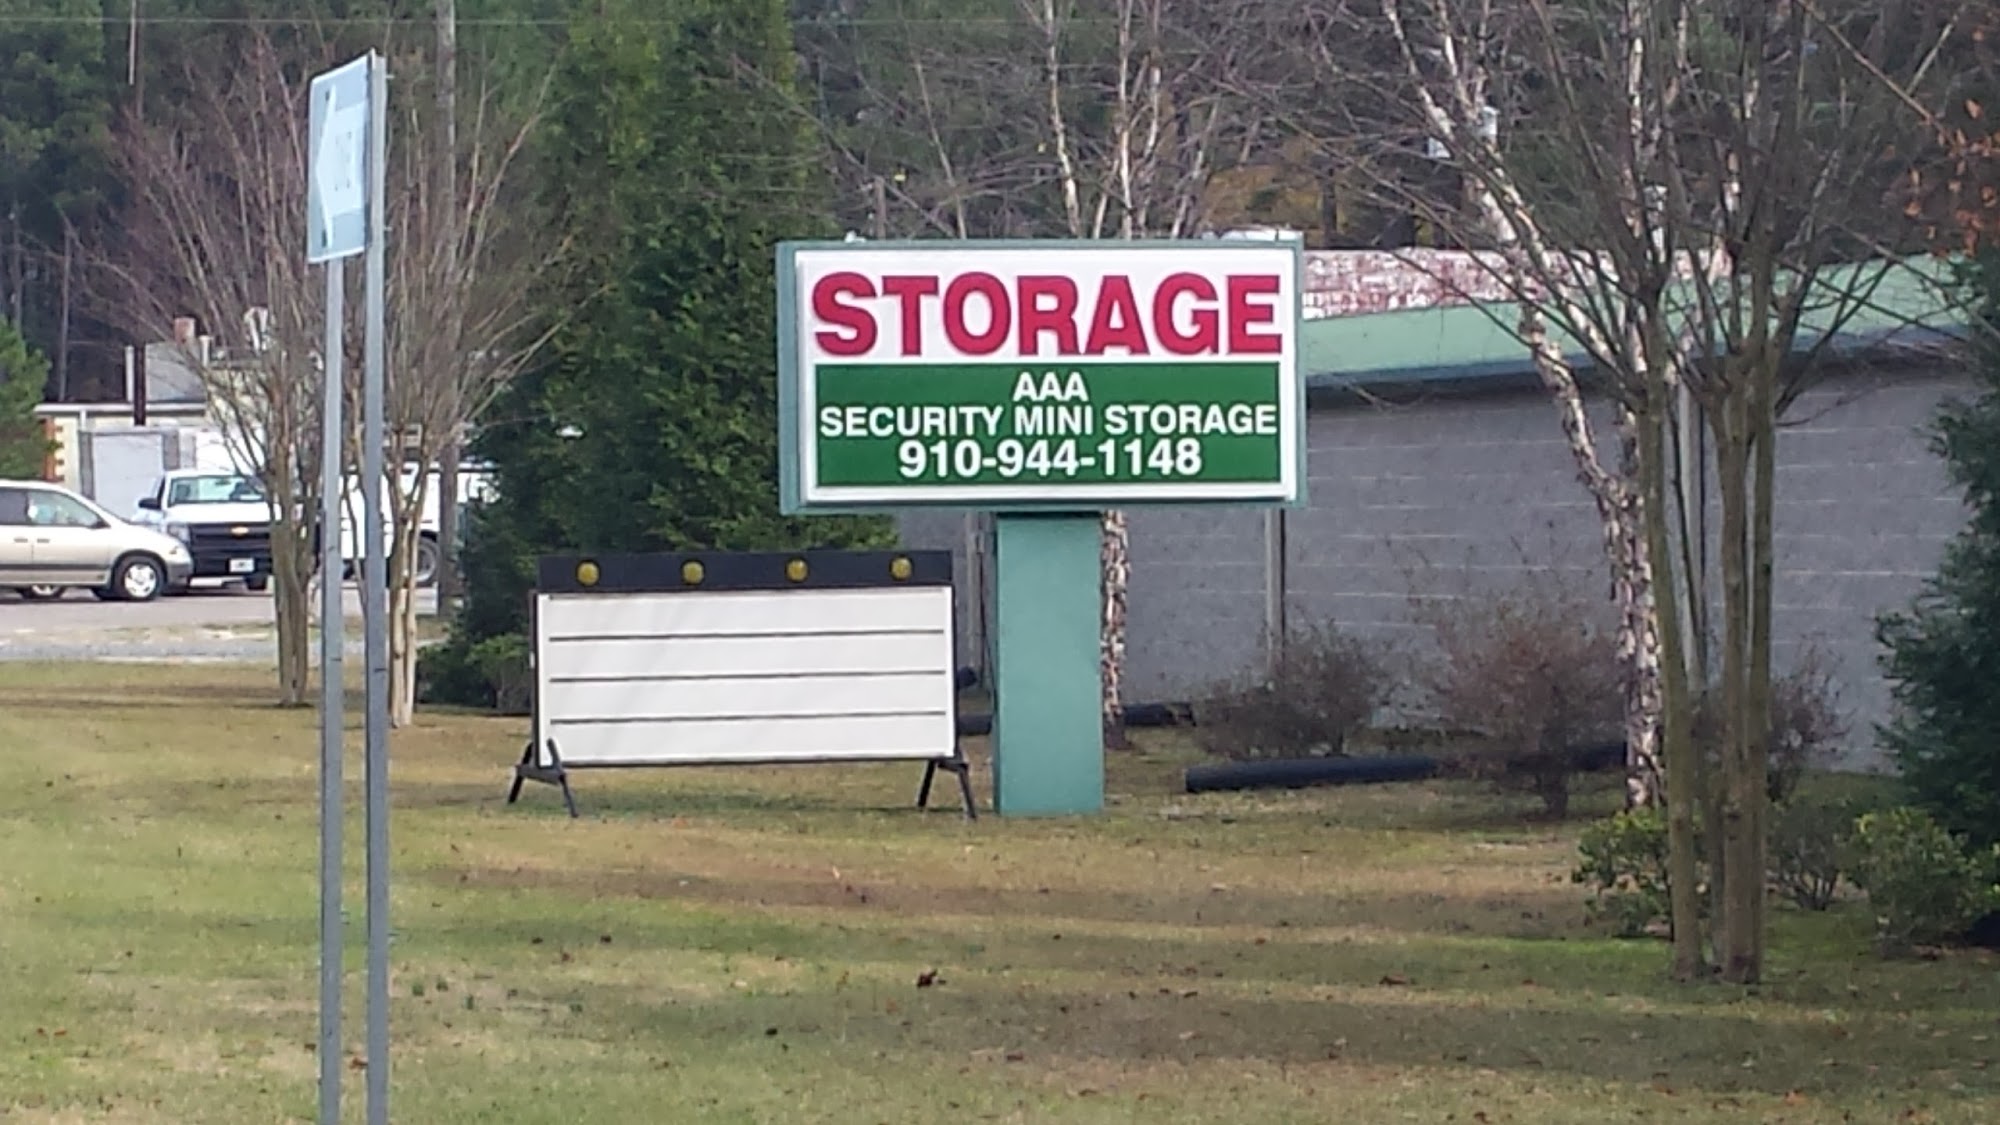 STORAGE
AAA
SECURITY MINI STORAGE
910-944-1148